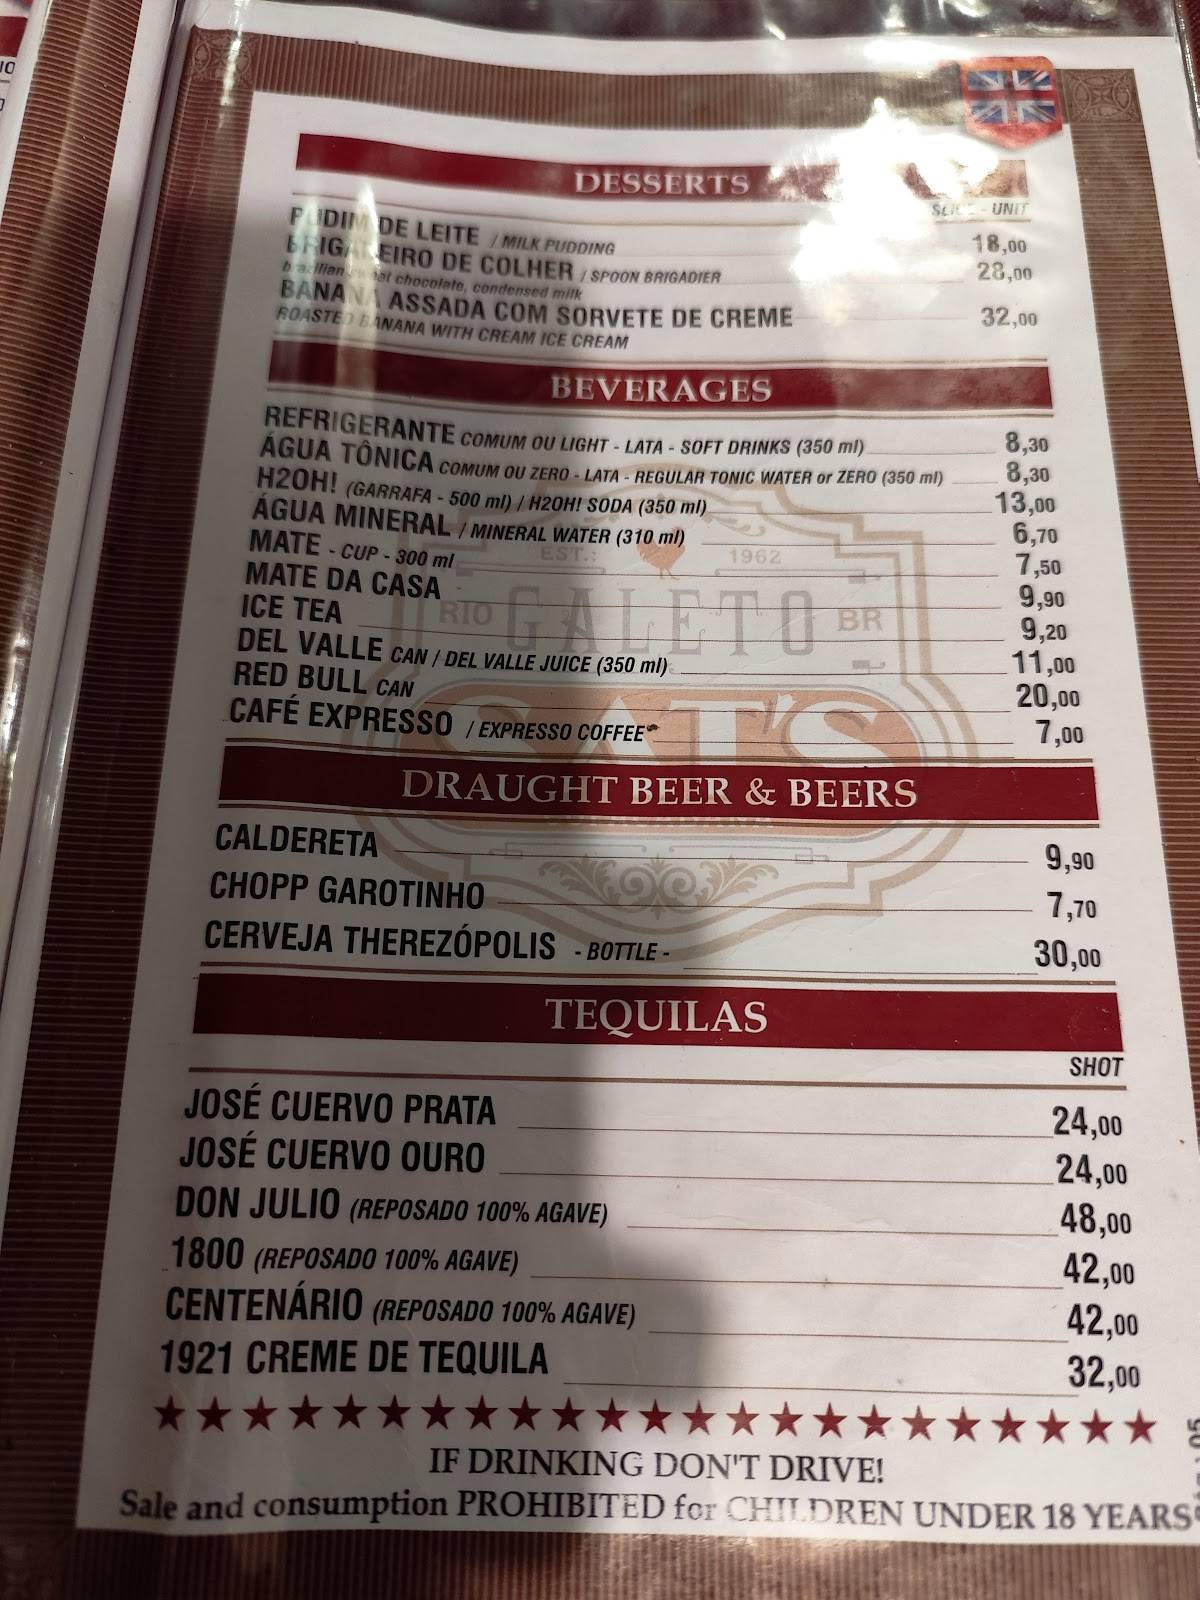 DESSERTS
SLICE - UNIT
PUDIM DE LEITE / MILK PUDDING 18,00
BRIGADEIRO DE COLHER / SPOON BRIGADIER 28,00
brazilian sweet chocolate, condensed milk
BANANA ASSADA COM SORVETE DE CREME 32,00
ROASTED BANANA WITH CREAM ICE CREAM
BEVERAGES
REFRIGERANTE COMUM OU LIGHT - LATA - SOFT DRINKS (350 ml) 8,30
ÁGUA TÔNICA COMUM OU ZERO - LATA - REGULAR TONIC WATER or ZERO (350 ml) 8,30
H2OH! (GARRAFA - 500 ml) / H2OH! SODA (350 ml) 13,00
ÁGUA MINERAL / MINERAL WATER (310 ml) 6,70
MATE - CUP - 300 ml 7,50
MATE DA CASA 9,90
ICE TEA 9,20
DEL VALLE CAN / DEL VALLE JUICE (350 ml) 11,00
RED BULL CAN 20,00
CAFÉ EXPRESSO / EXPRESSO COFFEE 7,00
EST.: 1962
RIO GALETO BR
SAT'S
DRAUGHT BEER & BEERS
CALDERETA 9,90
CHOPP GAROTINHO 7,70
CERVEJA THEREZÓPOLIS - BOTTLE - 30,00
TEQUILAS
SHOT
JOSÉ CUERVO PRATA 24,00
JOSÉ CUERVO OURO 24,00
DON JULIO (REPOSADO 100% AGAVE) 48,00
1800 (REPOSADO 100% AGAVE) 42,00
CENTENÁRIO (REPOSADO 100% AGAVE) 42,00
1921 CREME DE TEQUILA 32,00
IF DRINKING DON'T DRIVE!
Sale and consumption PROHIBITED for CHILDREN UNDER 18 YEARS